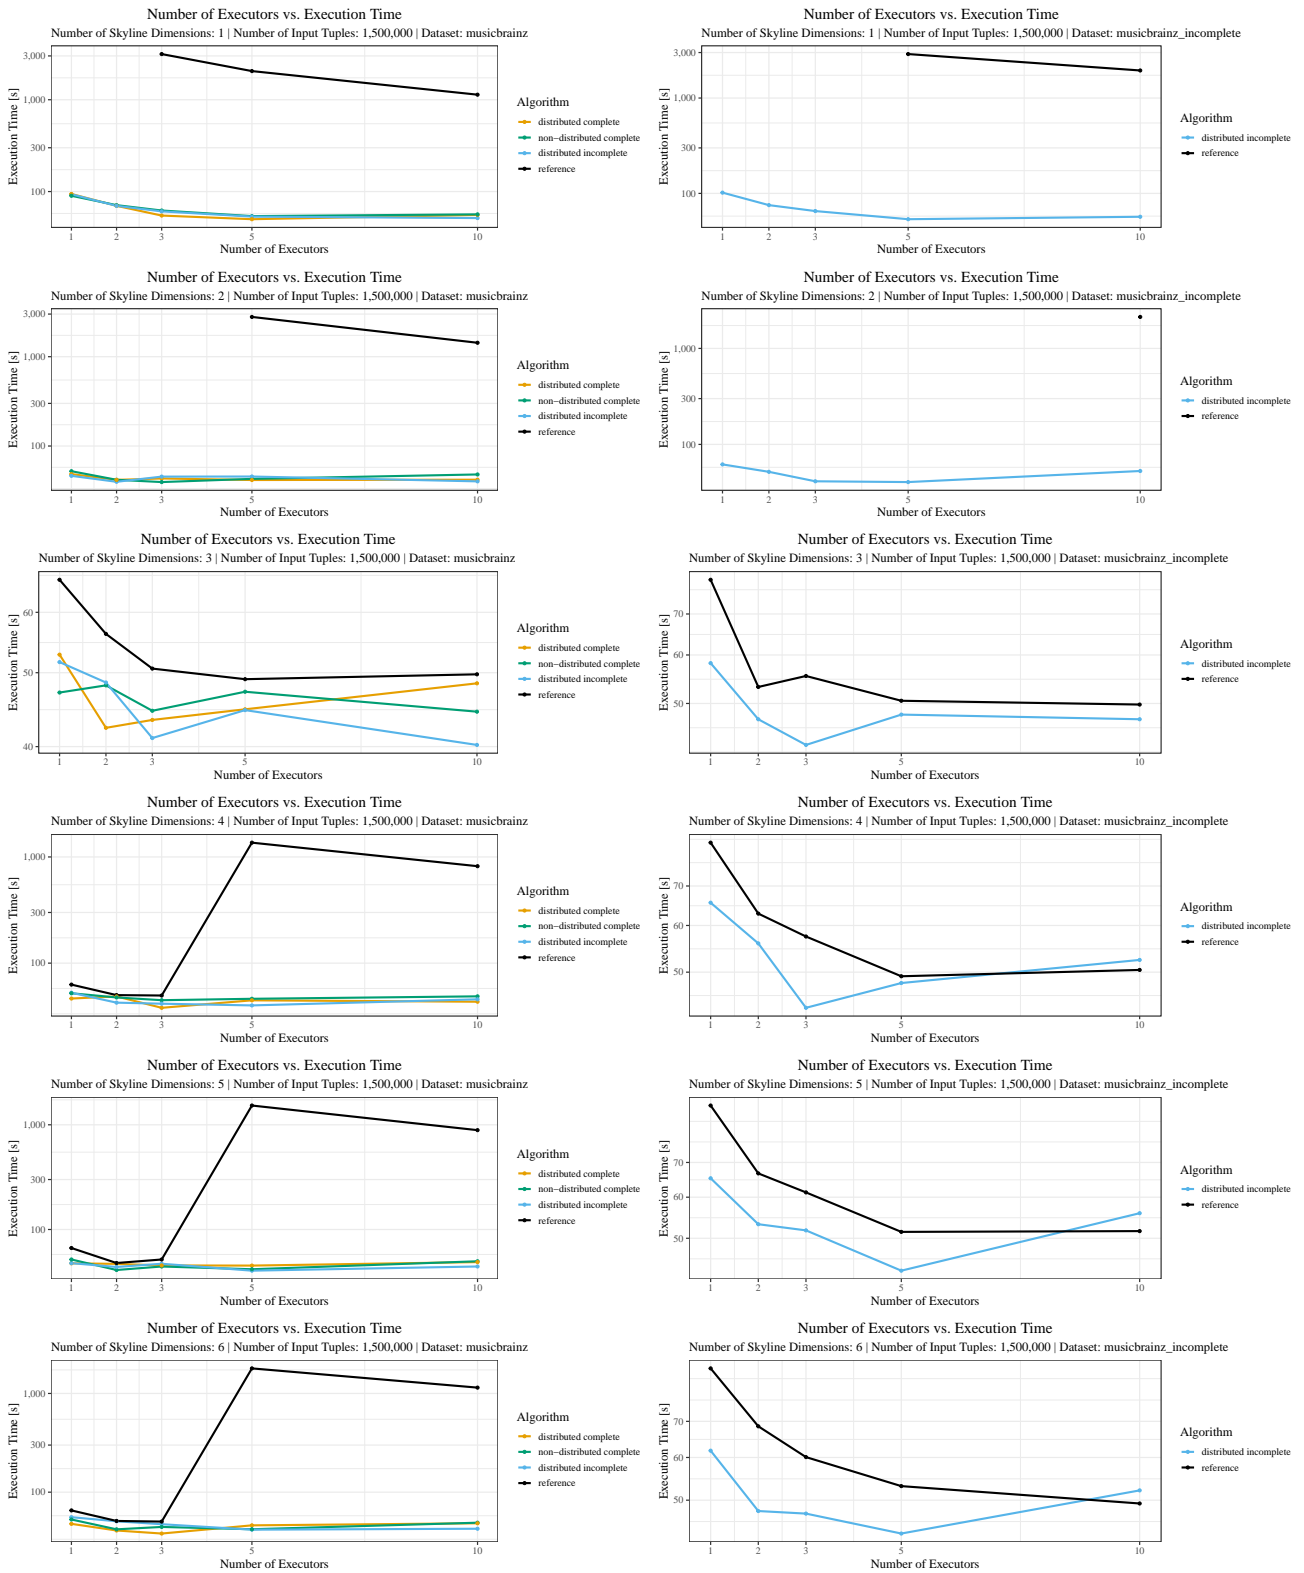 Number of Executors vs. Execution Time
Number of Skyline Dimensions: 1 | Number of Input Tuples: 1,500,000 | Dataset: musicbrainz
Execution Time [s]
3,000
1,000
300
100
1
2
3
5
10
Number of Executors
Algorithm
distributed complete
non−distributed complete
distributed incomplete
reference
Number of Executors vs. Execution Time
Number of Skyline Dimensions: 1 | Number of Input Tuples: 1,500,000 | Dataset: musicbrainz_incomplete
Execution Time [s]
3,000
1,000
300
100
1
2
3
5
10
Number of Executors
Algorithm
distributed incomplete
reference
Number of Executors vs. Execution Time
Number of Skyline Dimensions: 2 | Number of Input Tuples: 1,500,000 | Dataset: musicbrainz
Execution Time [s]
3,000
1,000
300
100
1
2
3
5
10
Number of Executors
Algorithm
distributed complete
non−distributed complete
distributed incomplete
reference
Number of Executors vs. Execution Time
Number of Skyline Dimensions: 2 | Number of Input Tuples: 1,500,000 | Dataset: musicbrainz_incomplete
Execution Time [s]
1,000
300
100
1
2
3
5
10
Number of Executors
Algorithm
distributed incomplete
reference
Number of Executors vs. Execution Time
Number of Skyline Dimensions: 3 | Number of Input Tuples: 1,500,000 | Dataset: musicbrainz
Execution Time [s]
60
50
40
1
2
3
5
10
Number of Executors
Algorithm
distributed complete
non−distributed complete
distributed incomplete
reference
Number of Executors vs. Execution Time
Number of Skyline Dimensions: 3 | Number of Input Tuples: 1,500,000 | Dataset: musicbrainz_incomplete
Execution Time [s]
70
60
50
1
2
3
5
10
Number of Executors
Algorithm
distributed incomplete
reference
Number of Executors vs. Execution Time
Number of Skyline Dimensions: 4 | Number of Input Tuples: 1,500,000 | Dataset: musicbrainz
Execution Time [s]
1,000
300
100
1
2
3
5
10
Number of Executors
Algorithm
distributed complete
non−distributed complete
distributed incomplete
reference
Number of Executors vs. Execution Time
Number of Skyline Dimensions: 4 | Number of Input Tuples: 1,500,000 | Dataset: musicbrainz_incomplete
Execution Time [s]
70
60
50
1
2
3
5
10
Number of Executors
Algorithm
distributed incomplete
reference
Number of Executors vs. Execution Time
Number of Skyline Dimensions: 5 | Number of Input Tuples: 1,500,000 | Dataset: musicbrainz
Execution Time [s]
1,000
300
100
1
2
3
5
10
Number of Executors
Algorithm
distributed complete
non−distributed complete
distributed incomplete
reference
Number of Executors vs. Execution Time
Number of Skyline Dimensions: 5 | Number of Input Tuples: 1,500,000 | Dataset: musicbrainz_incomplete
Execution Time [s]
70
60
50
1
2
3
5
10
Number of Executors
Algorithm
distributed incomplete
reference
Number of Executors vs. Execution Time
Number of Skyline Dimensions: 6 | Number of Input Tuples: 1,500,000 | Dataset: musicbrainz
Execution Time [s]
1,000
300
100
1
2
3
5
10
Number of Executors
Algorithm
distributed complete
non−distributed complete
distributed incomplete
reference
Number of Executors vs. Execution Time
Number of Skyline Dimensions: 6 | Number of Input Tuples: 1,500,000 | Dataset: musicbrainz_incomplete
Execution Time [s]
70
60
50
1
2
3
5
10
Number of Executors
Algorithm
distributed incomplete
reference